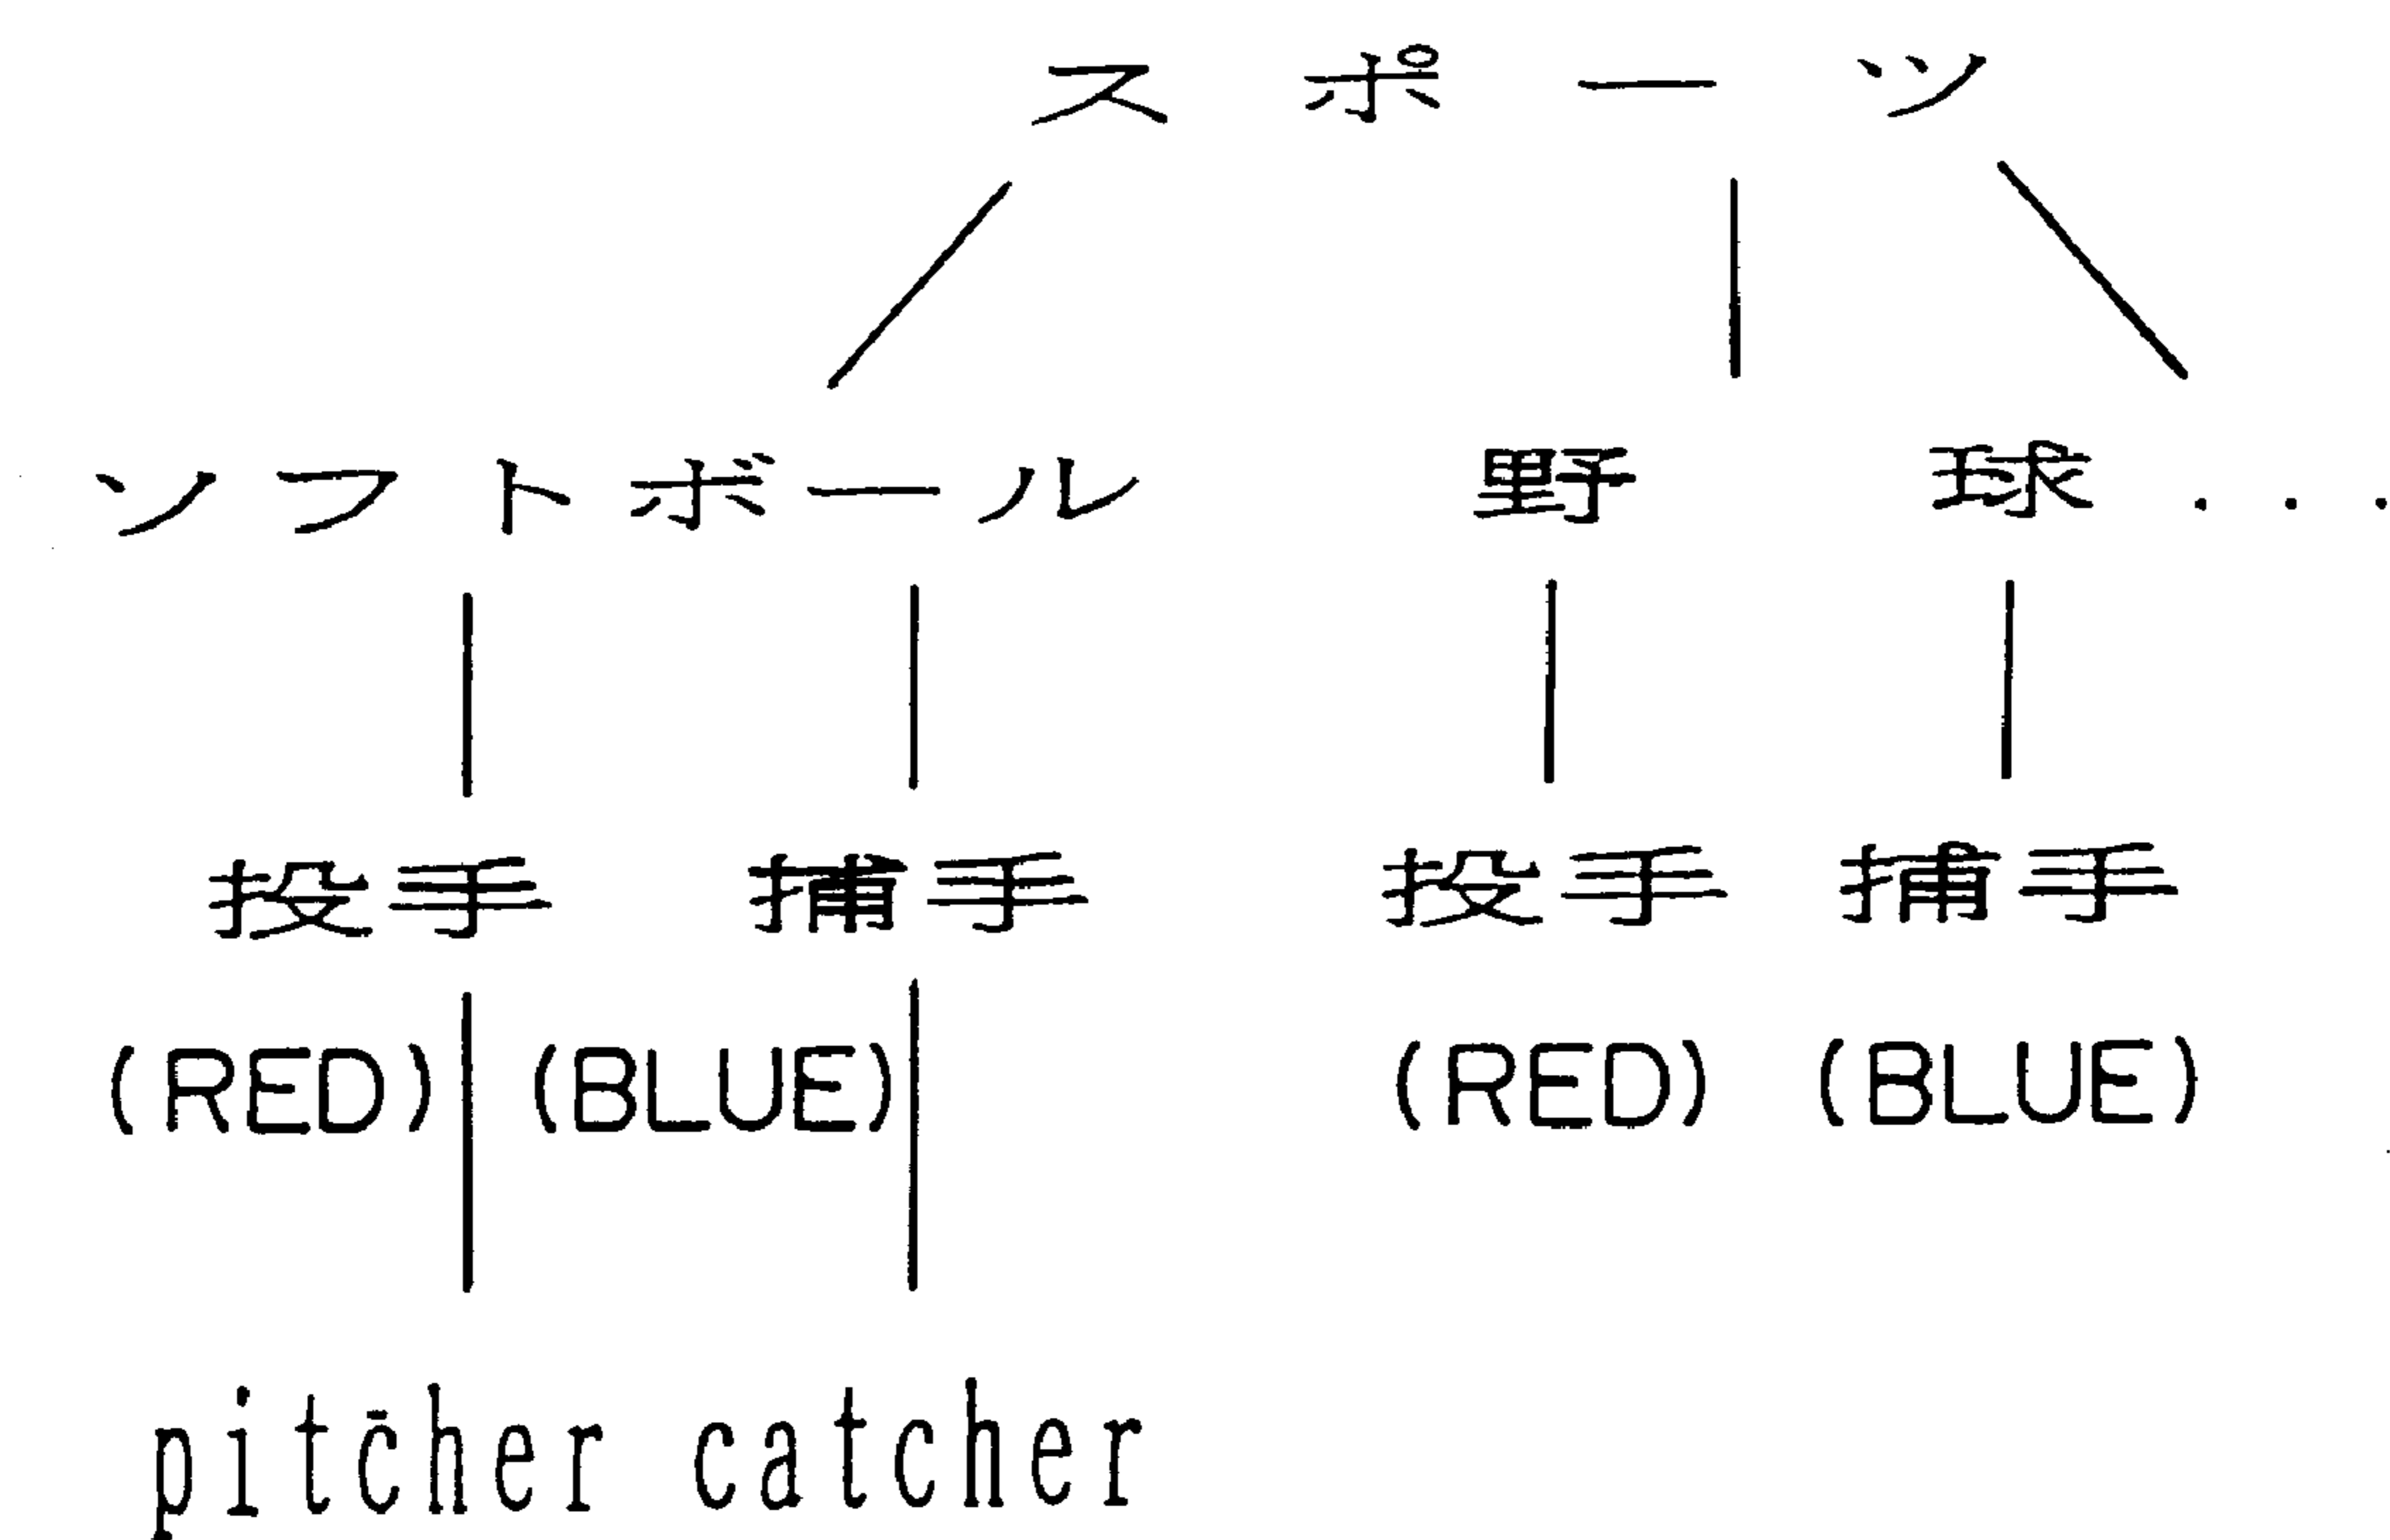 スポーツ
ソフトボール 野球...
投手 捕手 投手 捕手
(RED) (BLUE) (RED) (BLUE)
pitcher catcher